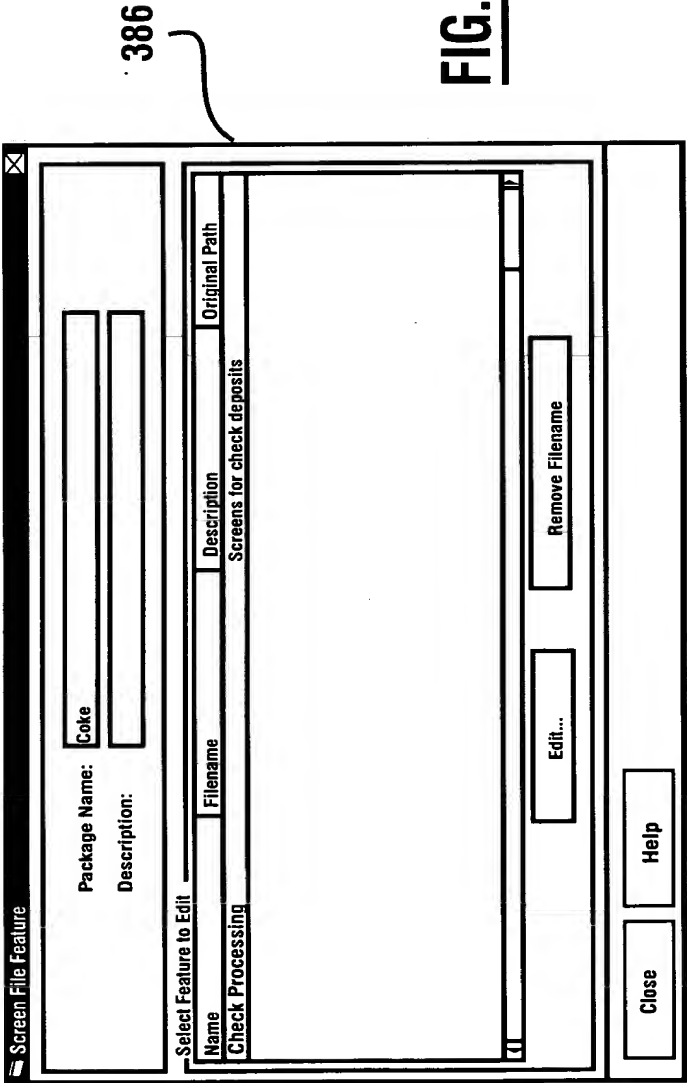 Screen File Feature
Package Name: Coke
Description:
Select Feature to Edit
Name Filename Description Original Path
Check Processing Screens for check deposits
Edit... Remove Filename
Close Help
386
FIG.